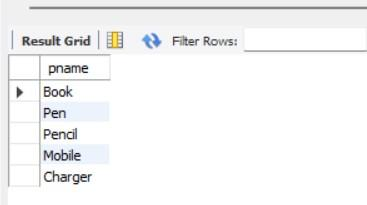 Result Grid Filter Rows:
pname
Book
Pen
Pencil
Mobile
Charger